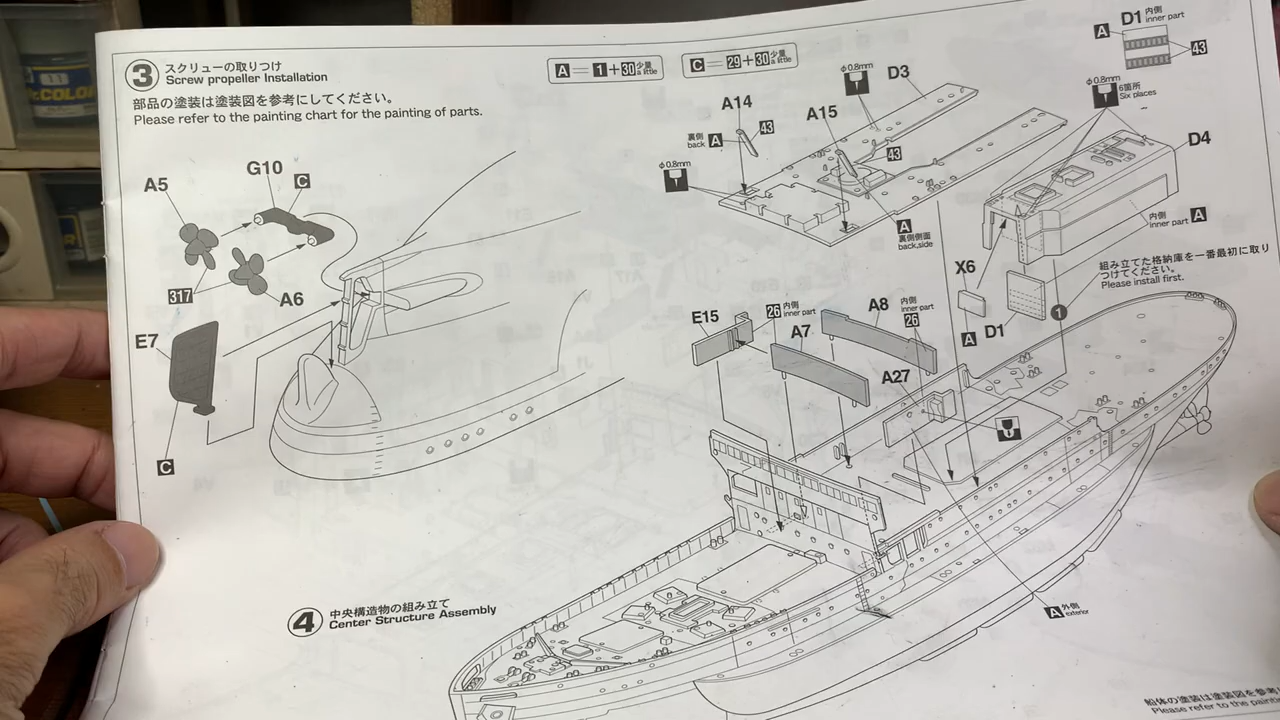 3
スクリューの取りつけ
Screw propeller Installation
部品の塗装は塗装図を参考にしてください。
Please refer to the painting chart for the painting of parts.
A = 1 + 30 少量 a little
C = 29 + 30 少量 a little
A5
G10
C
317
A6
E7
C
φ0.8mm
D3
A14
43
裏側
back A
A15
43
φ0.8mm
A
裏側側面
back,side
D1 内側
inner part
A
43
φ0.8mm
6箇所
Six places
D4
内側
inner part A
X6
A
D1
組み立てた格納庫を一番最初に取り
つけてください。
Please install first.
1
E15
26 内側
inner part
A7
A8
内側
inner part
26
A27
A 外側
exterior
4
中央構造物の組み立て
Center Structure Assembly
船体の塗装は塗装図を参考
Please refer to the